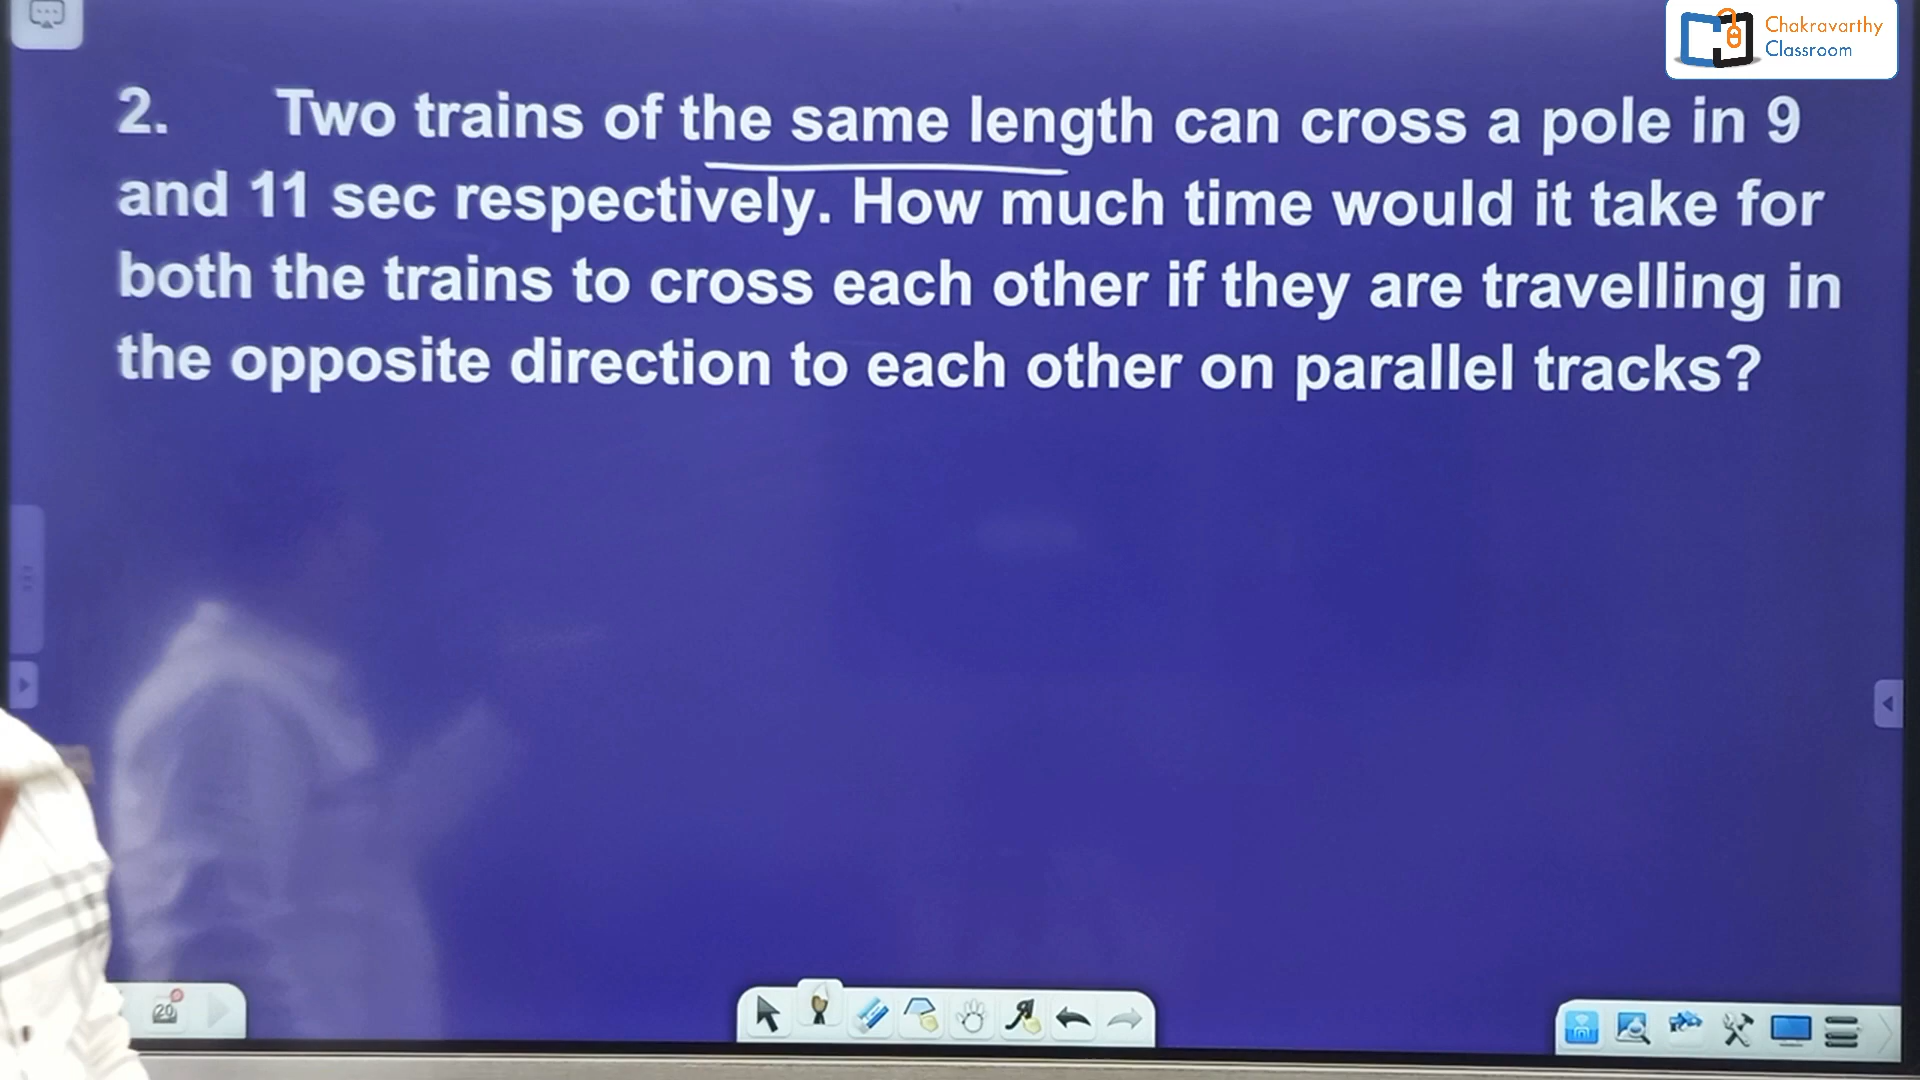 Chakravarthy
Classroom
2. Two trains of the same length can cross a pole in 9
and 11 sec respectively. How much time would it take for
both the trains to cross each other if they are travelling in
the opposite direction to each other on parallel tracks?
20